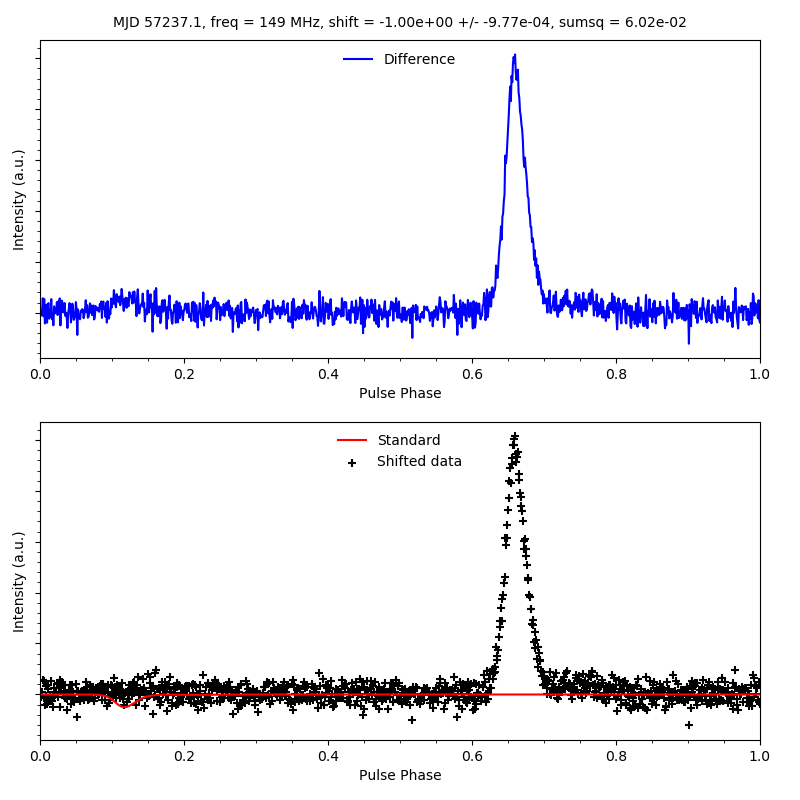 MJD 57237.1, freq = 149 MHz, shift = -1.00e+00 +/- -9.77e-04, sumsq = 6.02e-02
Difference
Intensity (a.u.)
0.0 0.2 0.4 0.6 0.8 1.0
Pulse Phase
Standard
Shifted data
Intensity (a.u.)
0.0 0.2 0.4 0.6 0.8 1.0
Pulse Phase